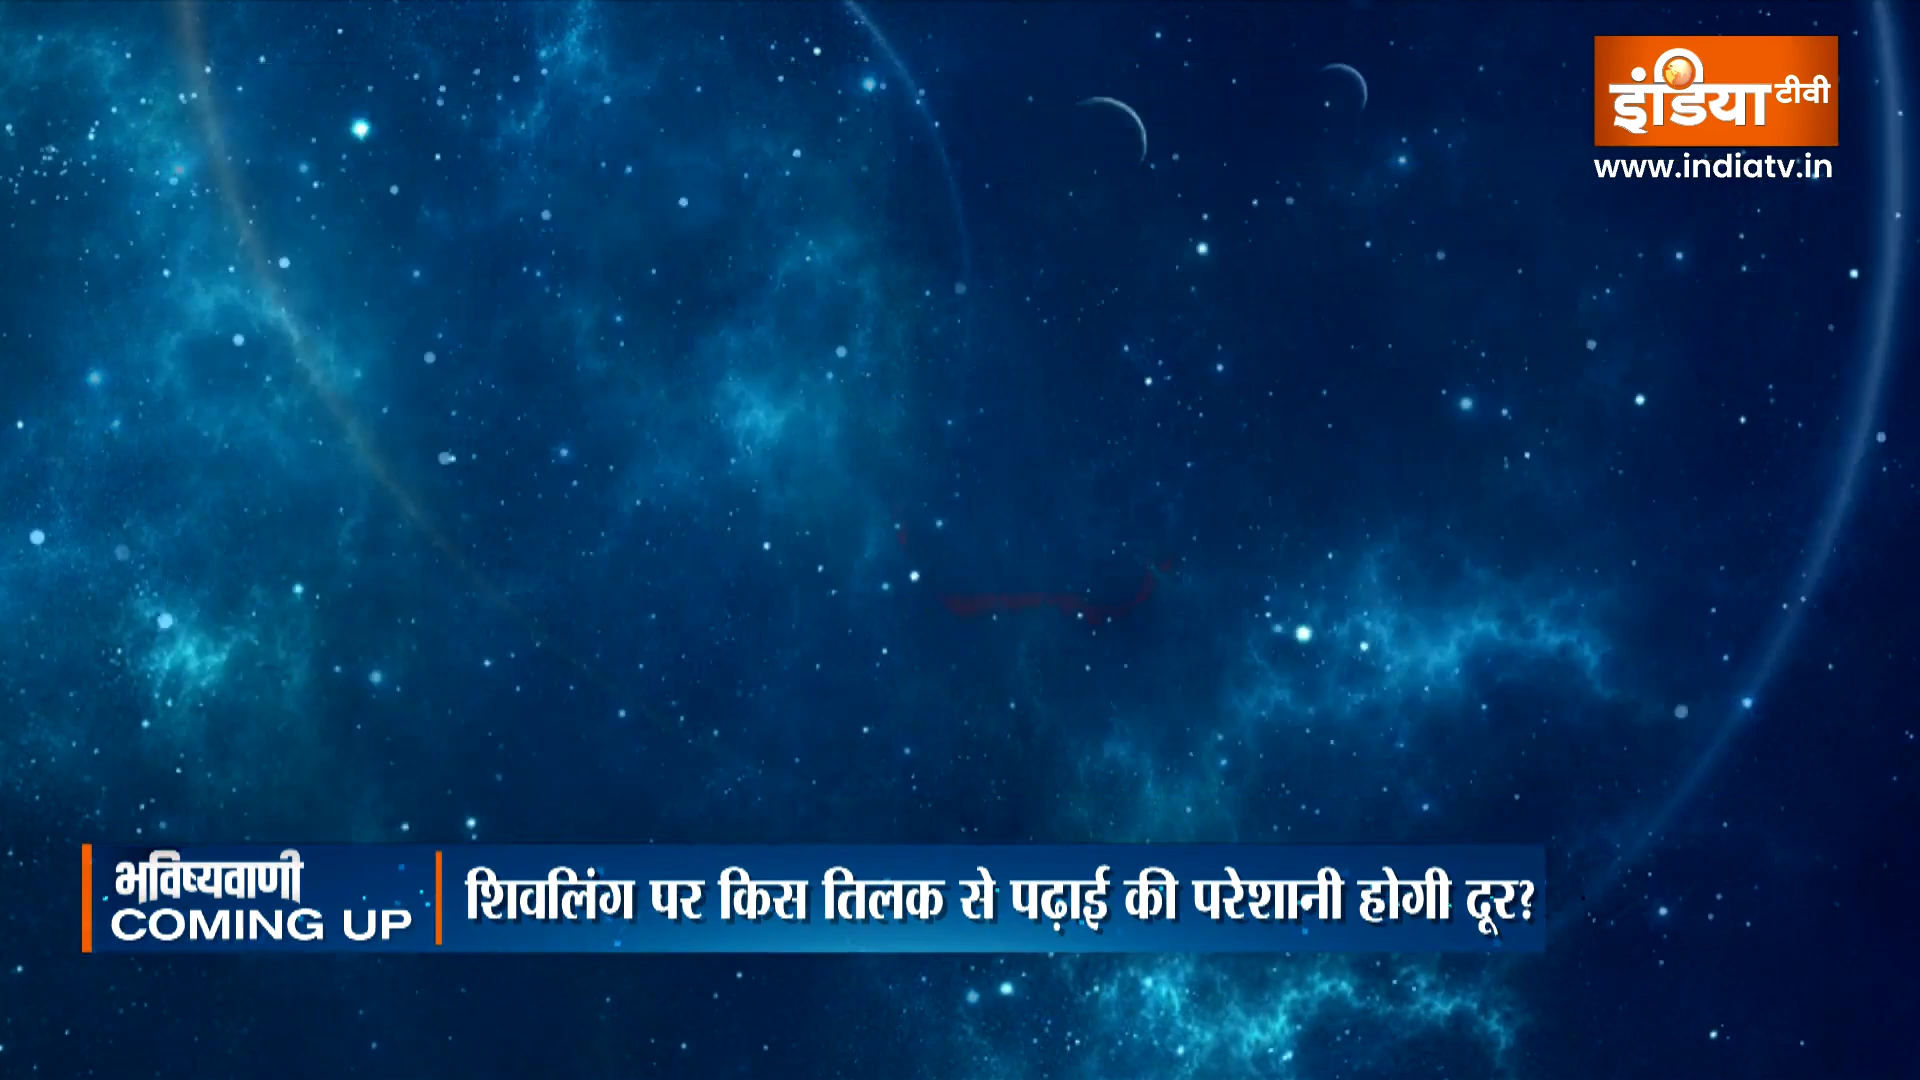 इंडिया टीवी
www.indiatv.in
भविष्यवाणी
COMING UP
शिवलिंग पर किस तिलक से पढ़ाई की परेशानी होगी दूर?